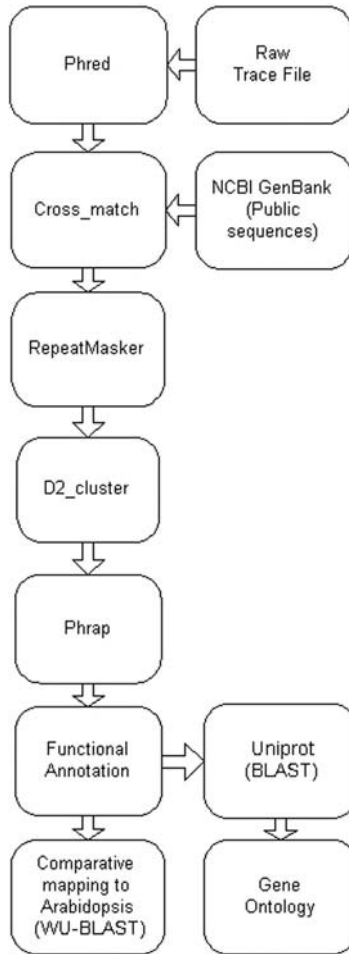 Phred
Raw
Trace File
Cross_match
NCBI GenBank
(Public
sequences)
RepeatMasker
D2_cluster
Phrap
Functional
Annotation
Uniprot
(BLAST)
Comparative
mapping to
Arabidopsis
(WU-BLAST)
Gene
Ontology